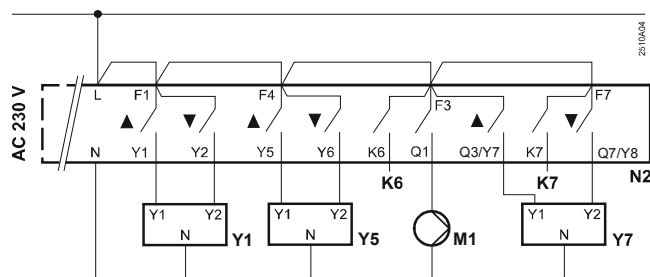 2510A04
AC 230 V
L F1 F4 F3 F7
▲ ▼ ▲ ▼ ▲ ▼
N Y1 Y2 Y5 Y6 K6 Q1 Q3/Y7 K7 Q7/Y8
K6 K7 N2
Y1 Y2 Y1 Y2 Y1 Y2
N Y1 N Y5 M1 N Y7